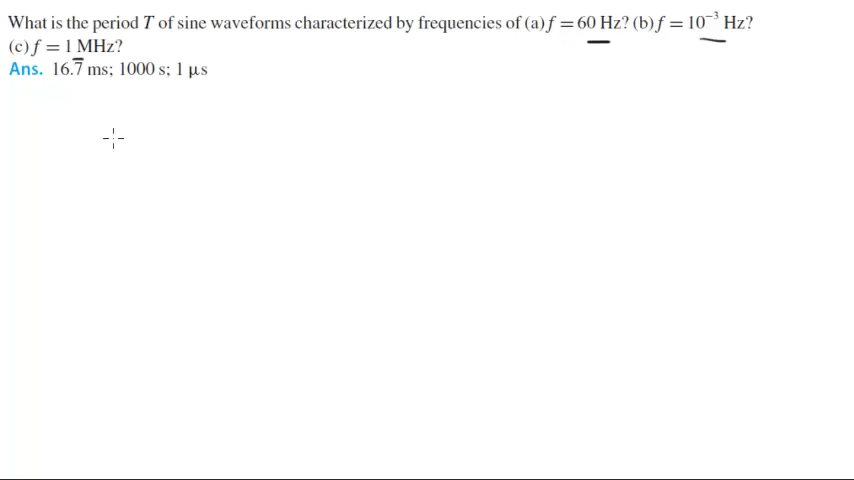 What is the period T of sine waveforms characterized by frequencies of (a) f = 60 Hz? (b) f = 10⁻³ Hz?
(c) f = 1 MHz?
Ans. 16.7 ms; 1000 s; 1 μs